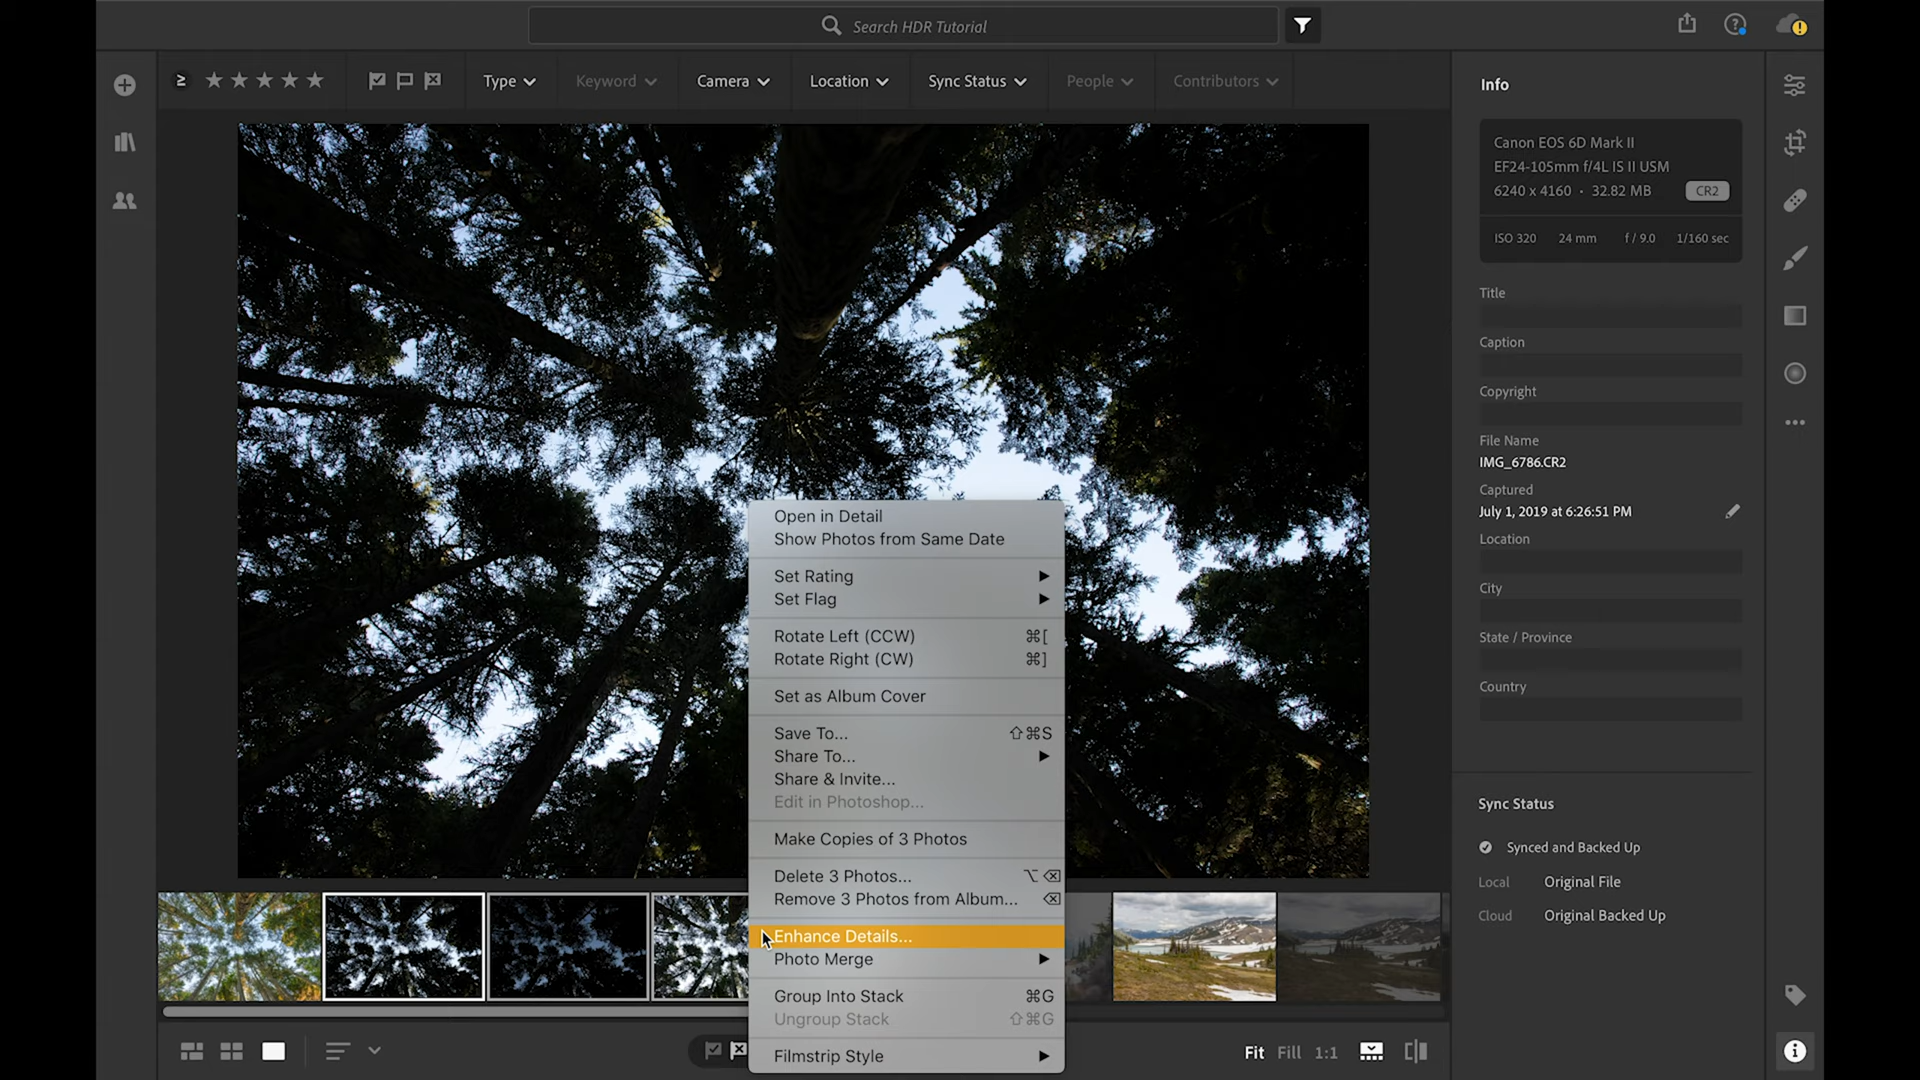 Search HDR Tutorial
≥
Type
Keyword
Camera
Location
Sync Status
People
Contributors
Info
Canon EOS 6D Mark II
EF24-105mm f/4L IS II USM
6240 x 4160 • 32.82 MB CR2
ISO 320 24 mm f / 9.0 1/160 sec
Title
Caption
Copyright
File Name
IMG_6786.CR2
Captured
July 1, 2019 at 6:26:51 PM
Location
City
State / Province
Country
Sync Status
Synced and Backed Up
Local Original File
Cloud Original Backed Up
Open in Detail
Show Photos from Same Date
Set Rating
Set Flag
Rotate Left (CCW) ⌘[
Rotate Right (CW) ⌘]
Set as Album Cover
Save To... ⇧⌘S
Share To...
Share & Invite...
Edit in Photoshop...
Make Copies of 3 Photos
Delete 3 Photos... ⌥⌫
Remove 3 Photos from Album... ⌫
Enhance Details...
Photo Merge
Group Into Stack ⌘G
Ungroup Stack ⇧⌘G
Filmstrip Style
Fit Fill 1:1